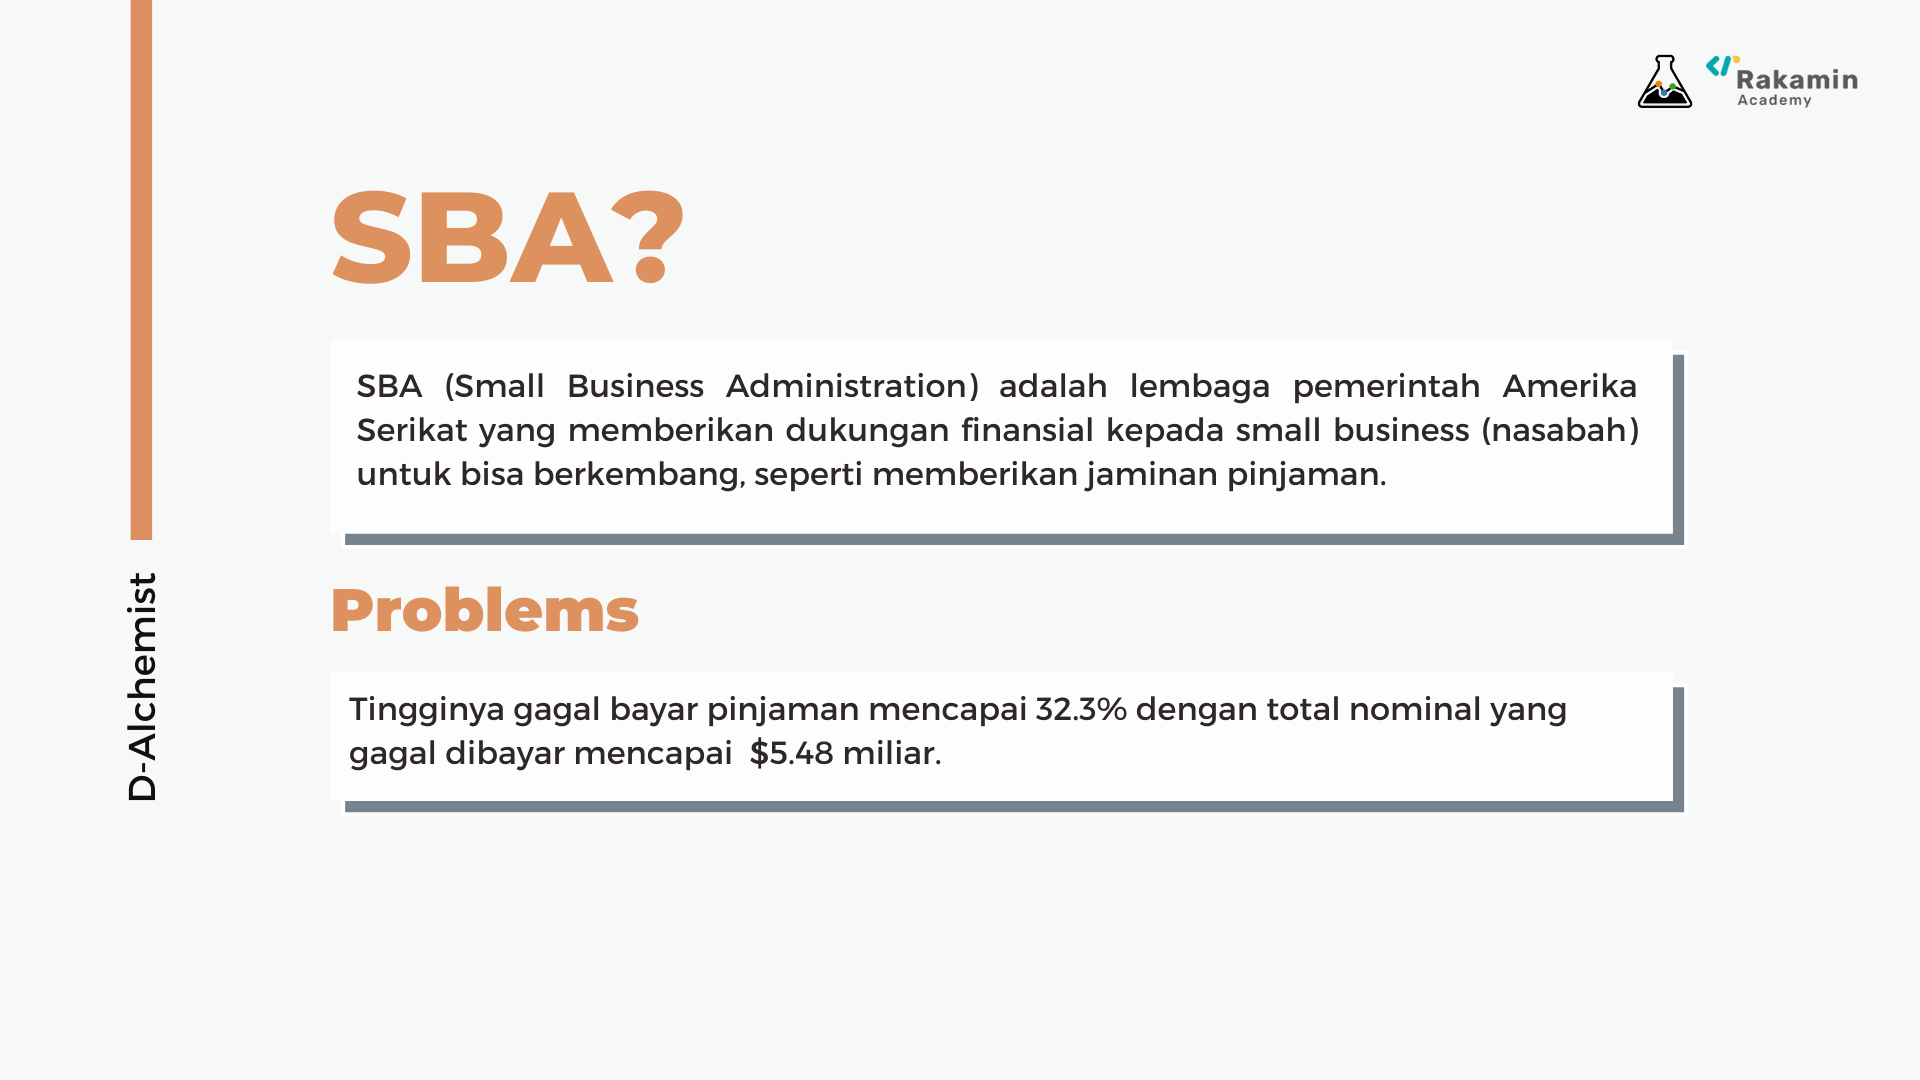 Rakamin
Academy
SBA?
SBA (Small Business Administration) adalah lembaga pemerintah Amerika
Serikat yang memberikan dukungan finansial kepada small business (nasabah)
untuk bisa berkembang, seperti memberikan jaminan pinjaman.
Problems
Tingginya gagal bayar pinjaman mencapai 32.3% dengan total nominal yang
gagal dibayar mencapai $5.48 miliar.
D-Alchemist